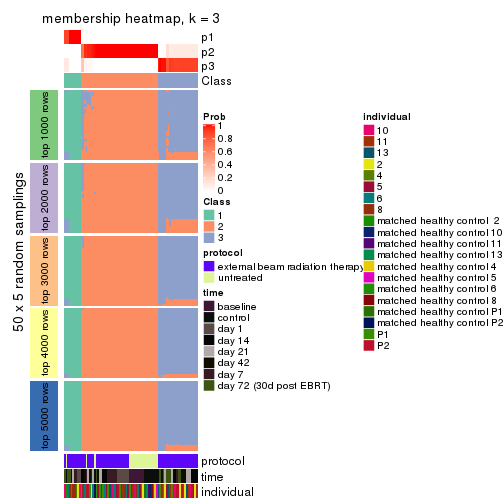 membership heatmap, k = 3
p1
p2
p3
Class
50 x 5 random samplings
top 1000 rows
top 2000 rows
top 3000 rows
top 4000 rows
top 5000 rows
protocol
time
individual
Prob
1
0.8
0.6
0.4
0.2
0
Class
1
2
3
protocol
external beam radiation therapy
untreated
time
baseline
control
day 1
day 14
day 21
day 42
day 7
day 72 (30d post EBRT)
individual
10
11
13
2
4
5
6
8
matched healthy control 2
matched healthy control 10
matched healthy control 11
matched healthy control 13
matched healthy control 4
matched healthy control 5
matched healthy control 6
matched healthy control 8
matched healthy control P1
matched healthy control P2
P1
P2